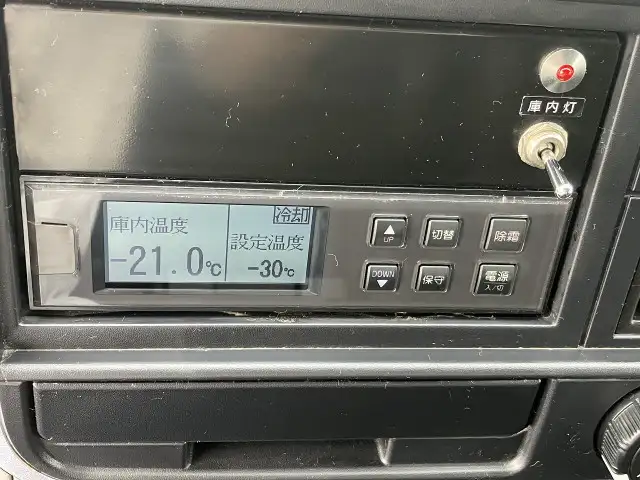 庫内灯
庫内温度
-21.0℃
冷却
設定温度
-30℃
▲
UP
切替
除霜
DOWN
▼
保守
電源
入/切